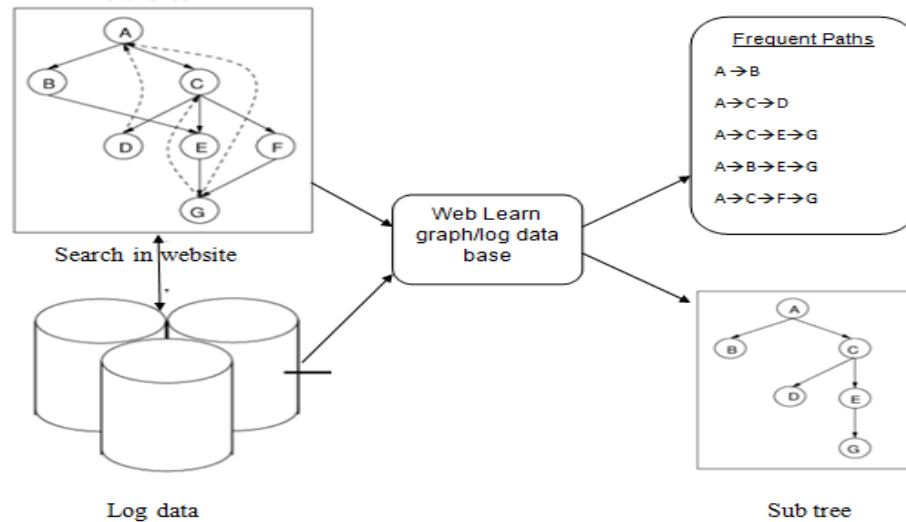 A
B
C
D
E
F
G
Search in website
Log data
Web Learn
graph/log data
base
Frequent Paths
A→B
A→C→D
A→C→E→G
A→B→E→G
A→C→F→G
A
B
C
D
E
G
Sub tree